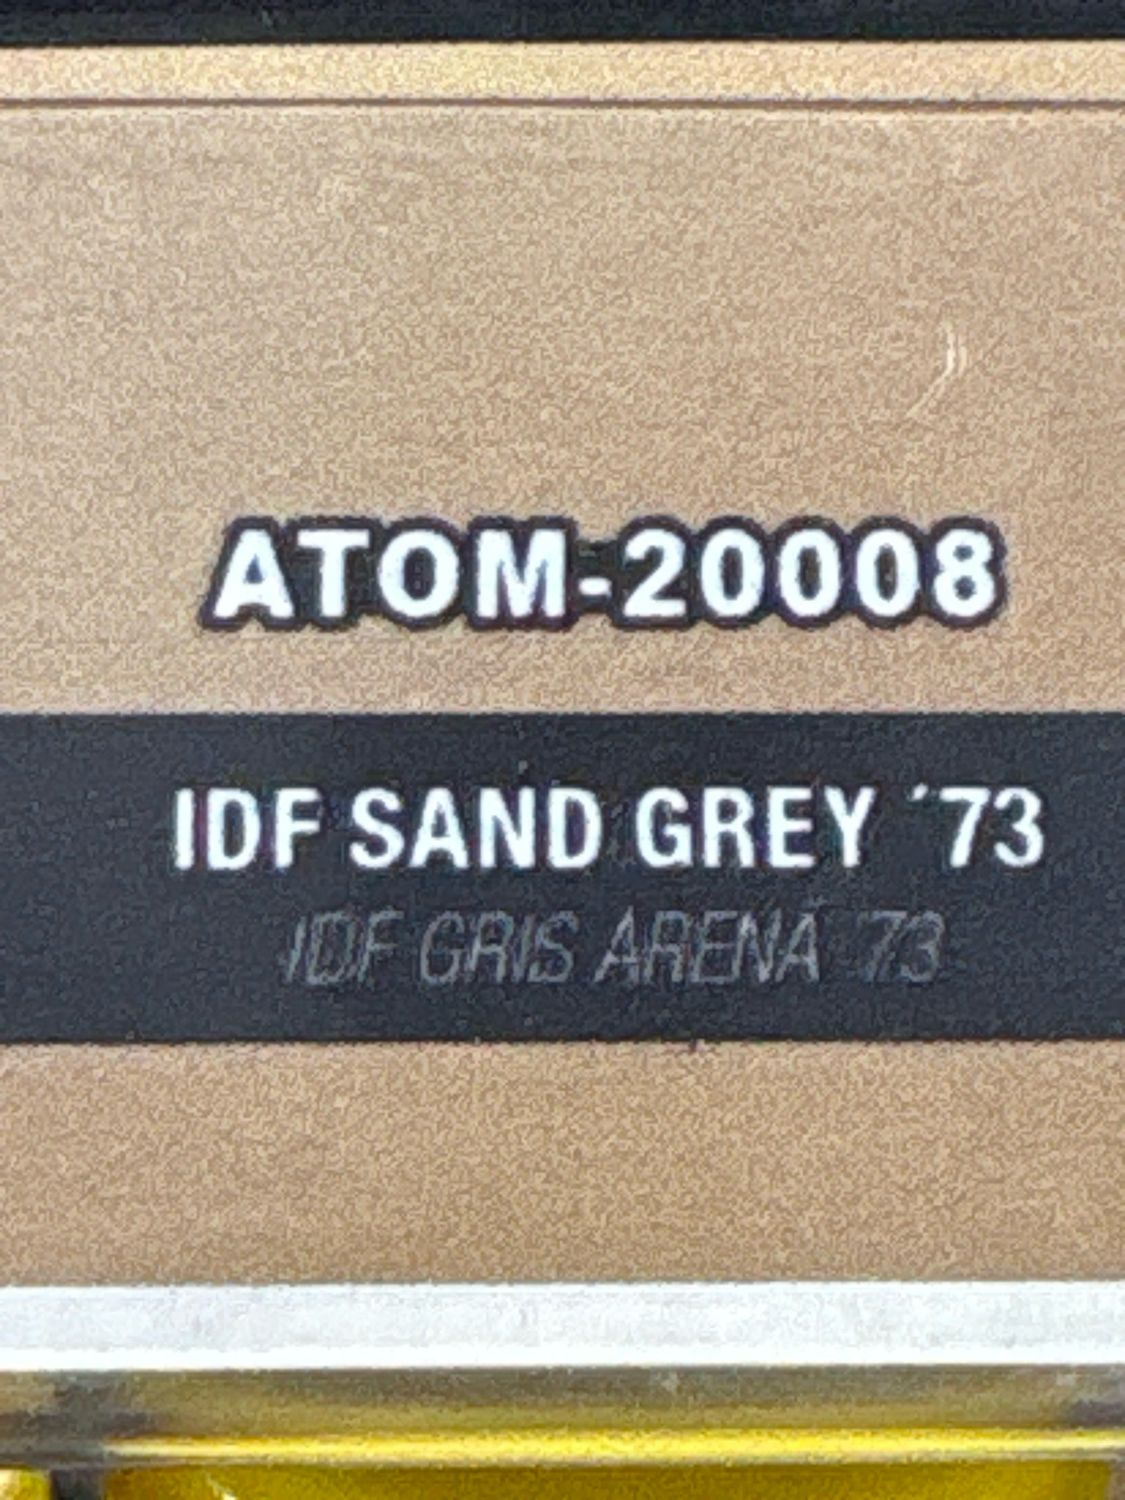 ATOM-20008
IDF SAND GREY ´73
IDF GRIS ARENA ´73